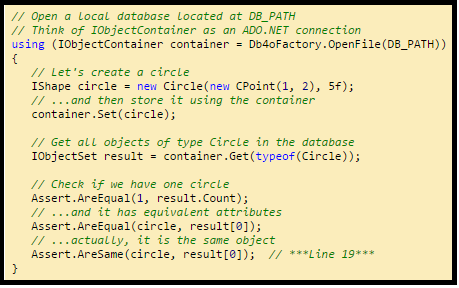 // Open a local database located at DB_PATH
// Think of IObjectContainer as an ADO.NET connection
using (IObjectContainer container = Db4oFactory.OpenFile(DB_PATH))
{
// Let's create a circle
IShape circle = new Circle(new CPoint(1, 2), 5f);
// ...and then store it using the container
container.Set(circle);
// Get all objects of type Circle in the database
IObjectSet result = container.Get(typeof(Circle));
// Check if we have one circle
Assert.AreEqual(1, result.Count);
// ...and it has equivalent attributes
Assert.AreEqual(circle, result[0]);
// ...actually, it is the same object
Assert.AreSame(circle, result[0]);  // ***Line 19***
}